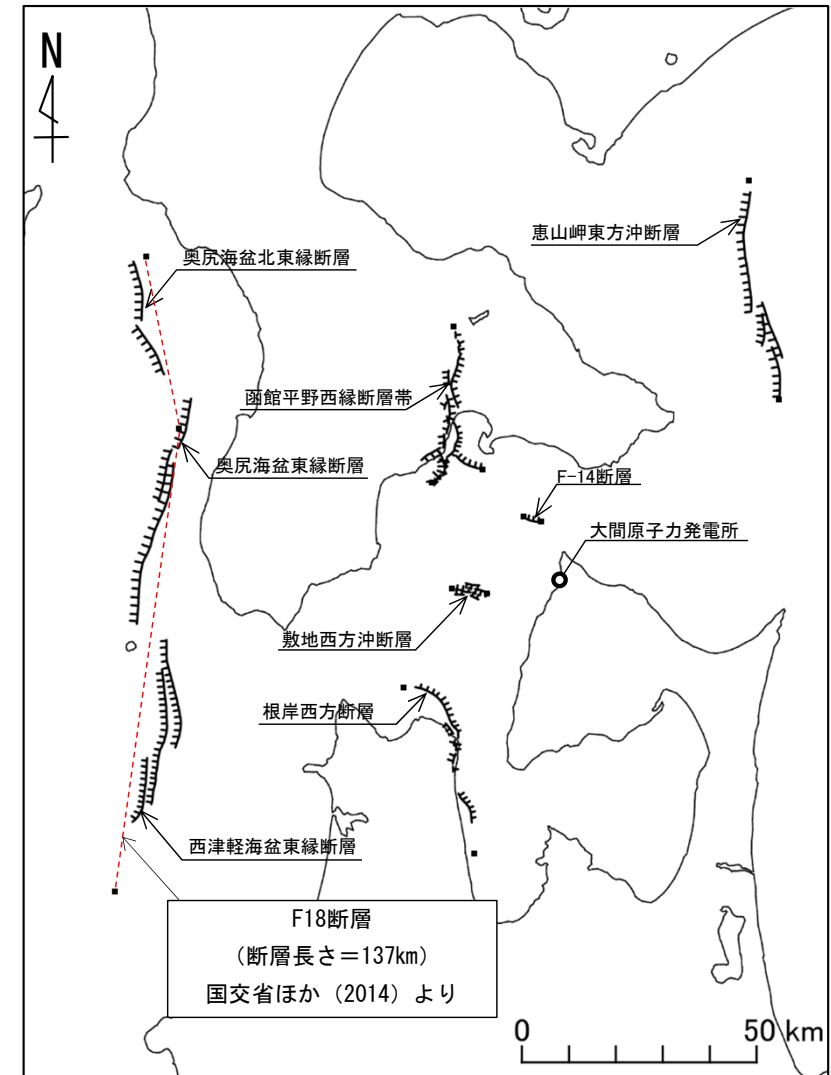 N
恵山岬東方沖断層
奥尻海盆北東縁断層
函館平野西縁断層帯
奥尻海盆東縁断層
F-14断層
大間原子力発電所
敷地西方沖断層
根岸西方断層
西津軽海盆東縁断層
F18断層
(断層長さ=137km)
国交省ほか(2014)より
0 50 km